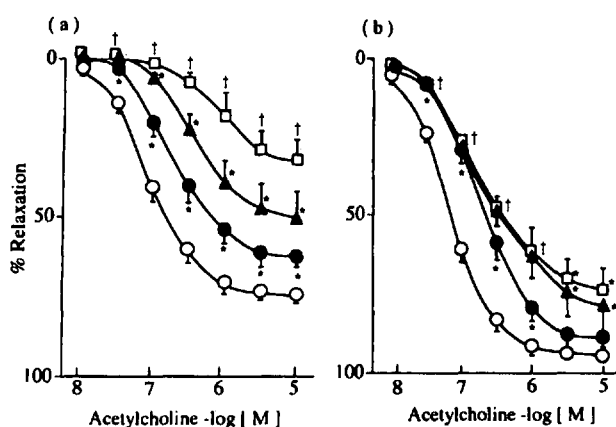 ( a )
( b )
0
50
100
% Relaxation
† † † † † † †
* * * * * * *
* * * * * *
8 7 6 5
Acetylcholine -log [ M ]
0
50
100
† † † †
* * * * * * * *
8 7 6 5
Acetylcholine -log [ M ]